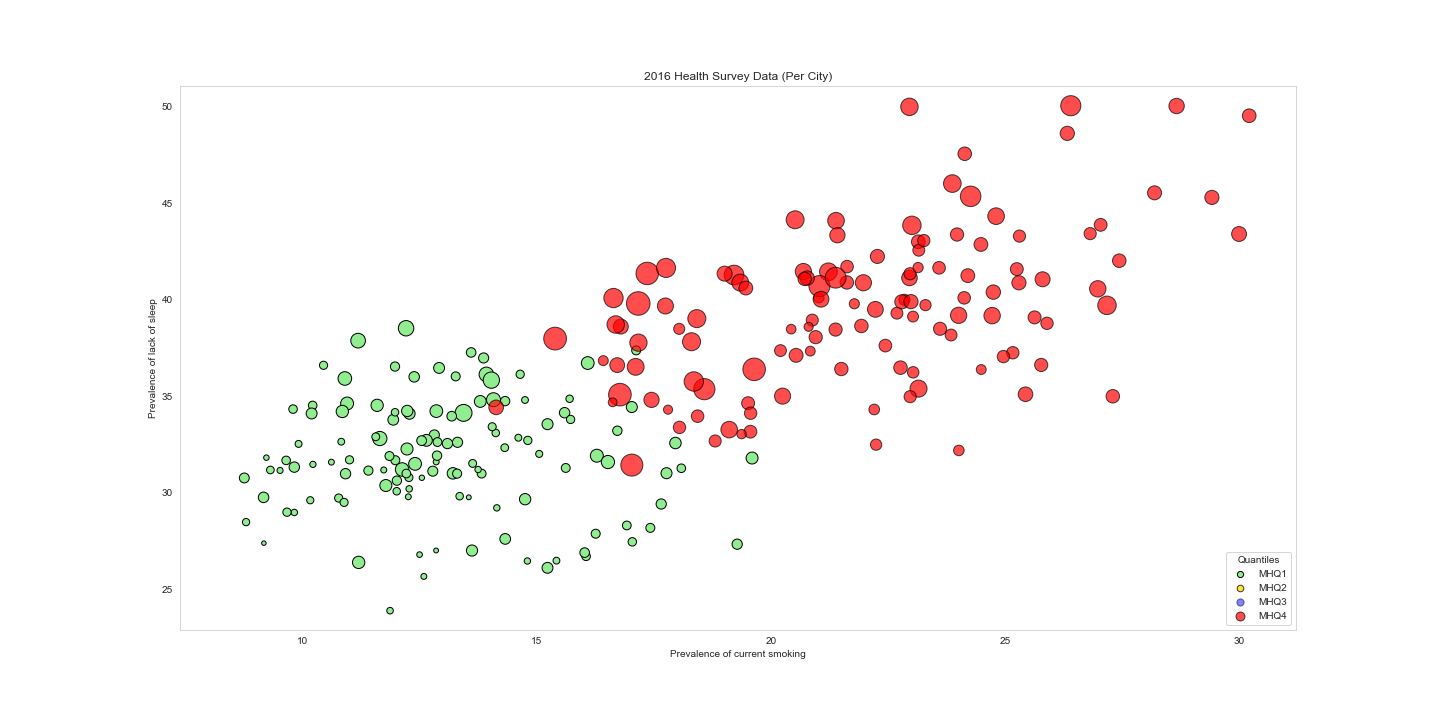 2016 Health Survey Data (Per City)
50
45
40
35
30
25
Prevalence of lack of sleep
10 15 20 25 30
Prevalence of current smoking
Quantiles
MHQ1
MHQ2
MHQ3
MHQ4